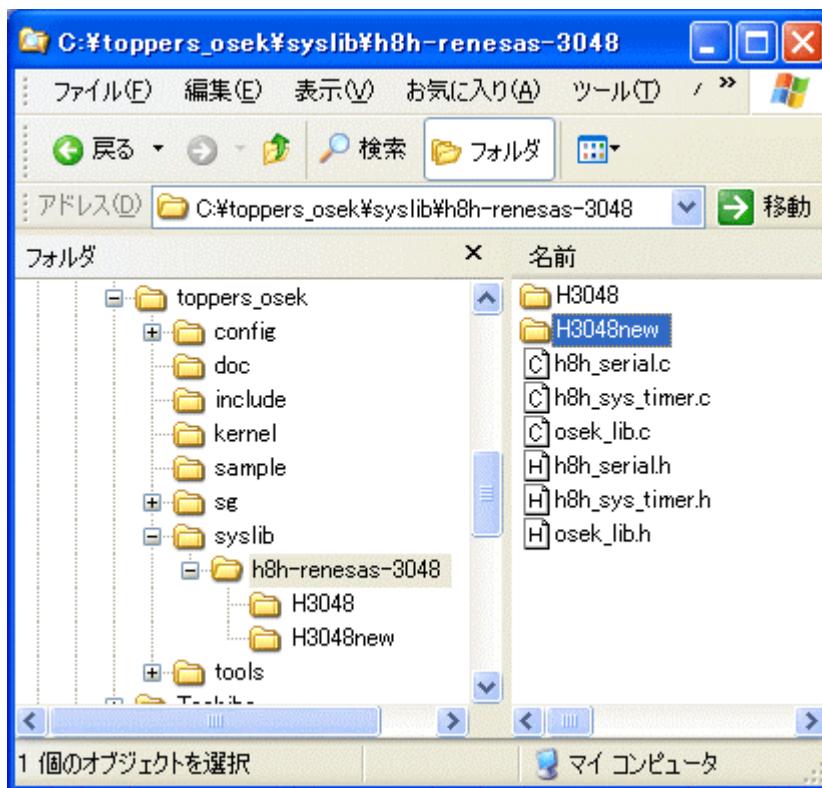 C:¥toppers_osek¥syslib¥h8h-renesas-3048
ファイル(F) 編集(E) 表示(V) お気に入り(A) ツール(T) »
戻る 検索 フォルダ
アドレス(D) C:¥toppers_osek¥syslib¥h8h-renesas-3048 移動
フォルダ × 名前
toppers_osek
config
doc
include
kernel
sample
sg
syslib
h8h-renesas-3048
H3048
H3048new
tools
H3048
H3048new
h8h_serial.c
h8h_sys_timer.c
osek_lib.c
h8h_serial.h
h8h_sys_timer.h
osek_lib.h
1 個のオブジェクトを選択 マイ コンピュータ